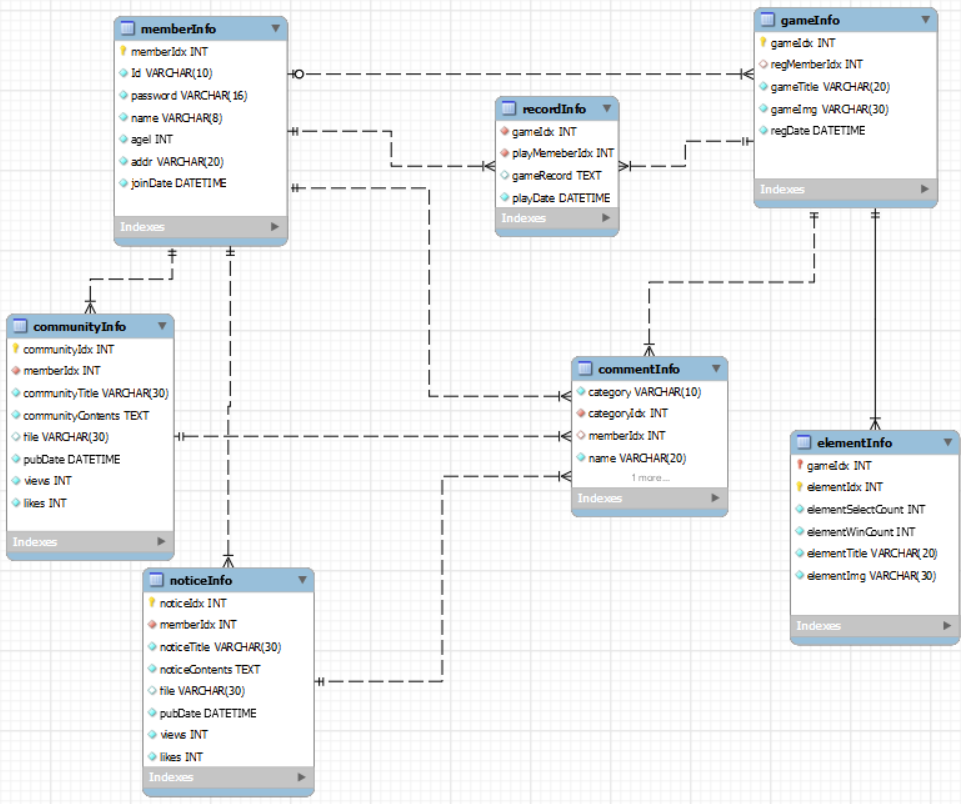 memberInfo
memberIdx INT
Id VARCHAR(10)
password VARCHAR(16)
name VARCHAR(8)
ageI INT
addr VARCHAR(20)
joinDate DATETIME
Indexes
gameInfo
gameIdx INT
regMemberIdx INT
gameTitle VARCHAR(20)
gameImg VARCHAR(30)
regDate DATETIME
Indexes
recordInfo
gameIdx INT
playMemeberIdx INT
gameRecord TEXT
playDate DATETIME
Indexes
communityInfo
communityIdx INT
memberIdx INT
communityTitle VARCHAR(30)
communityContents TEXT
file VARCHAR(30)
pubDate DATETIME
views INT
likes INT
Indexes
commentInfo
category VARCHAR(10)
categoryIdx INT
memberIdx INT
name VARCHAR(20)
1 more...
Indexes
elementInfo
gameIdx INT
elementIdx INT
elementSelectCount INT
elementWinCount INT
elementTitle VARCHAR(20)
elementImg VARCHAR(30)
Indexes
noticeInfo
noticeIdx INT
memberIdx INT
noticeTitle VARCHAR(30)
noticeContents TEXT
file VARCHAR(30)
pubDate DATETIME
views INT
likes INT
Indexes